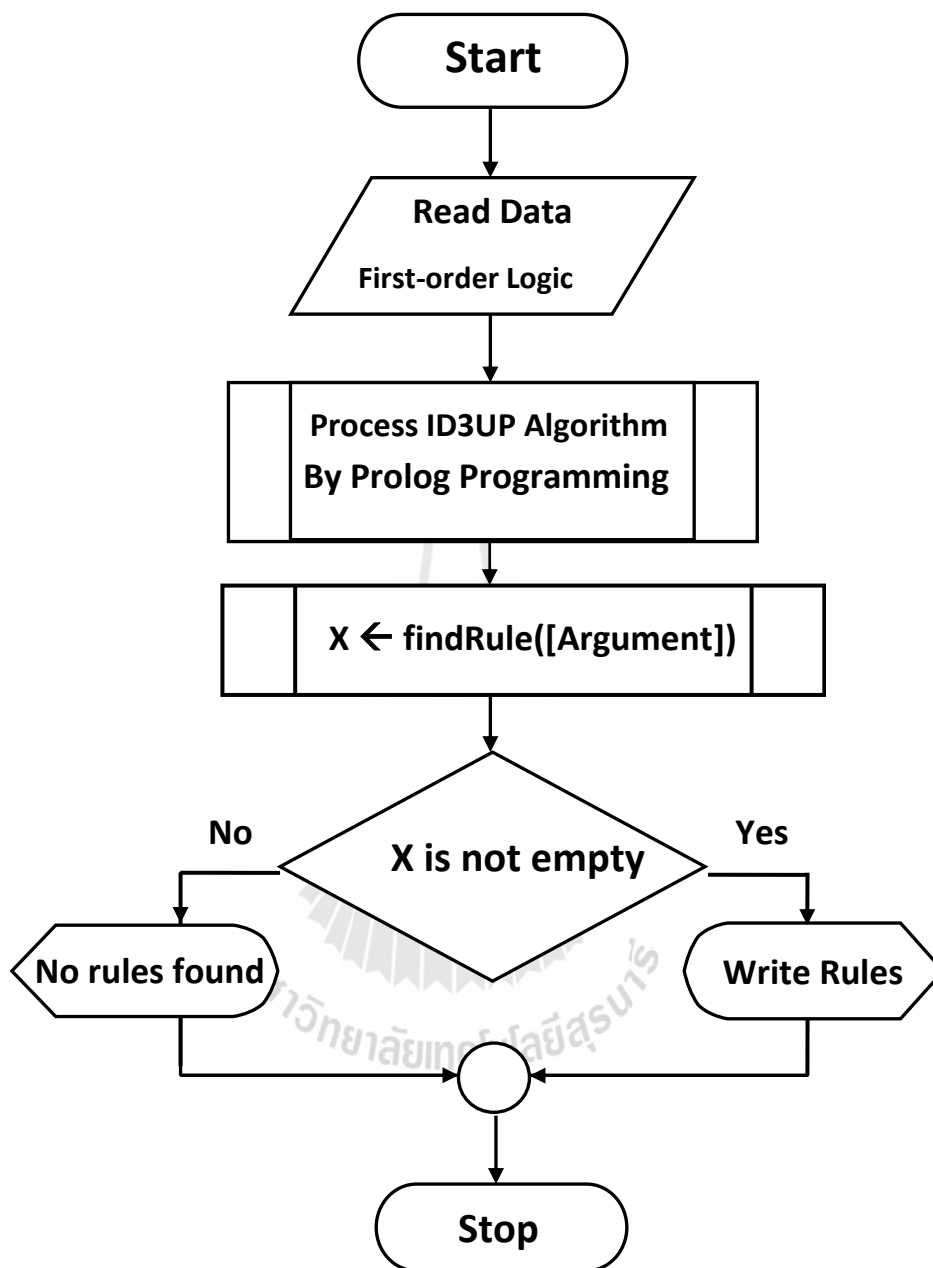 Start
Read Data
First-order Logic
Process ID3UP Algorithm
By Prolog Programming
X ← findRule([Argument])
No
Yes
X is not empty
No rules found
Write Rules
Stop